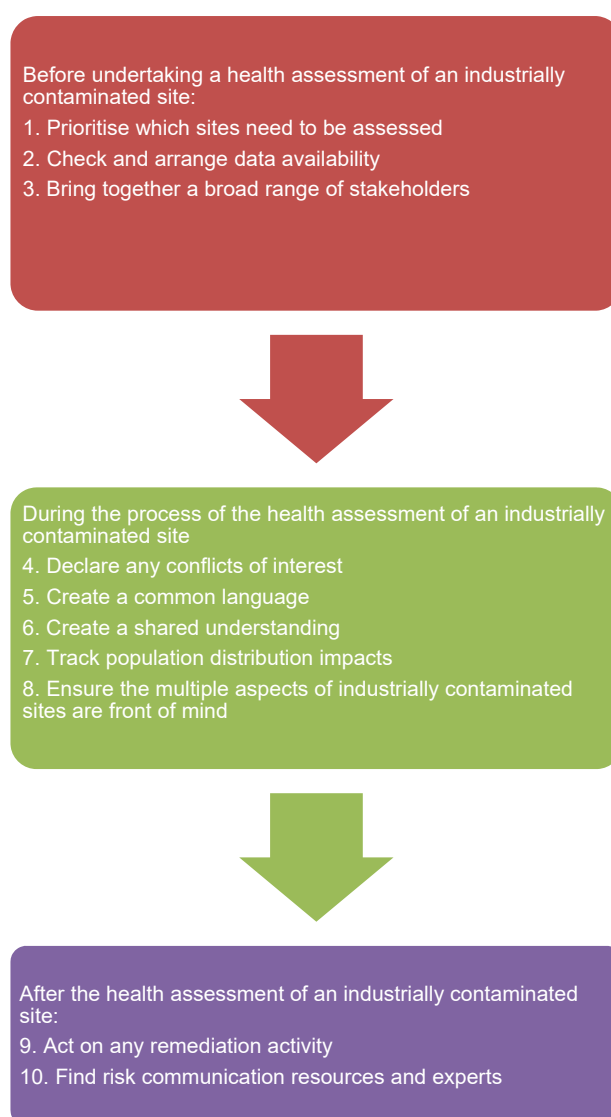 Before undertaking a health assessment of an industrially
contaminated site:
1. Prioritise which sites need to be assessed
2. Check and arrange data availability
3. Bring together a broad range of stakeholders
During the process of the health assessment of an industrially
contaminated site
4. Declare any conflicts of interest
5. Create a common language
6. Create a shared understanding
7. Track population distribution impacts
8. Ensure the multiple aspects of industrially contaminated
sites are front of mind
After the health assessment of an industrially contaminated
site:
9. Act on any remediation activity
10. Find risk communication resources and experts